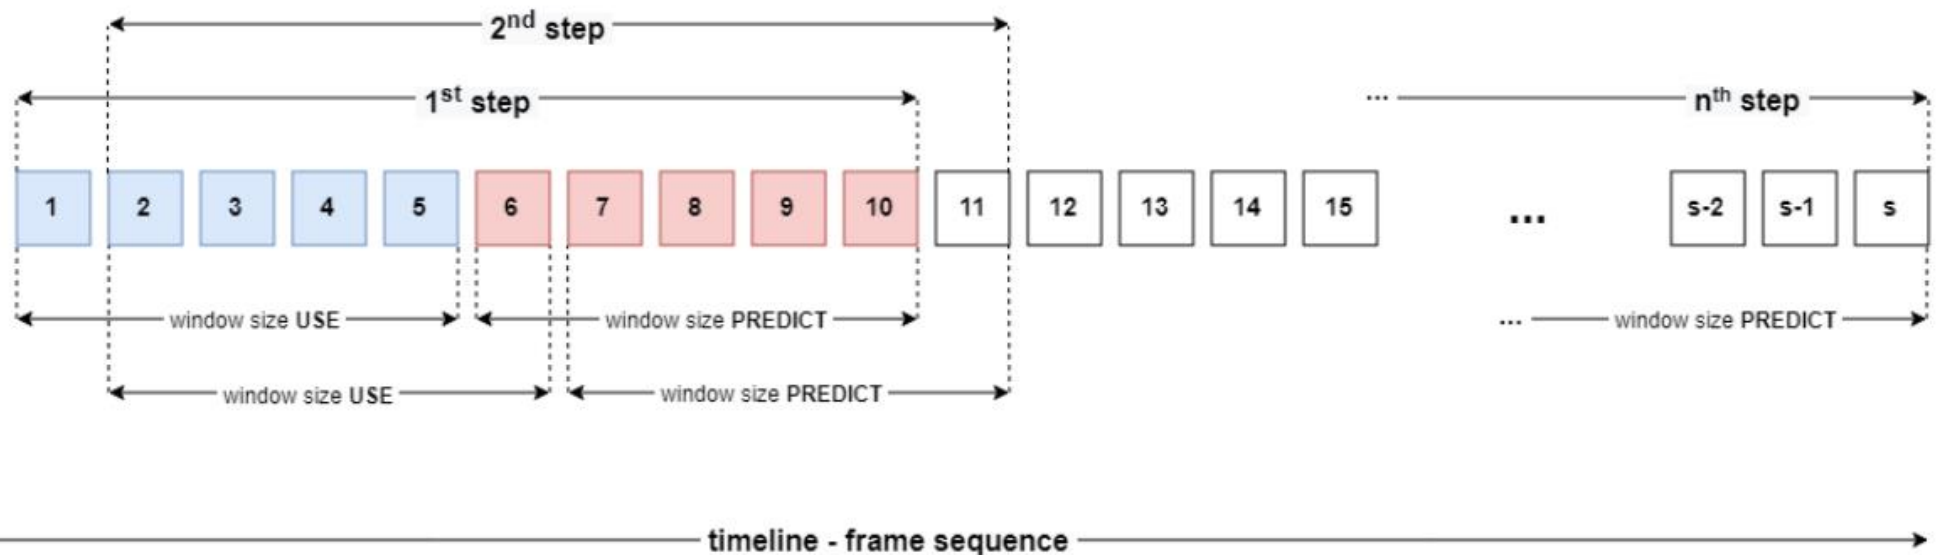 2nd step
1st step
... nth step
1 2 3 4 5 6 7 8 9 10 11 12 13 14 15 ... s-2 s-1 s
window size USE window size PREDICT ... window size PREDICT
window size USE window size PREDICT
timeline - frame sequence